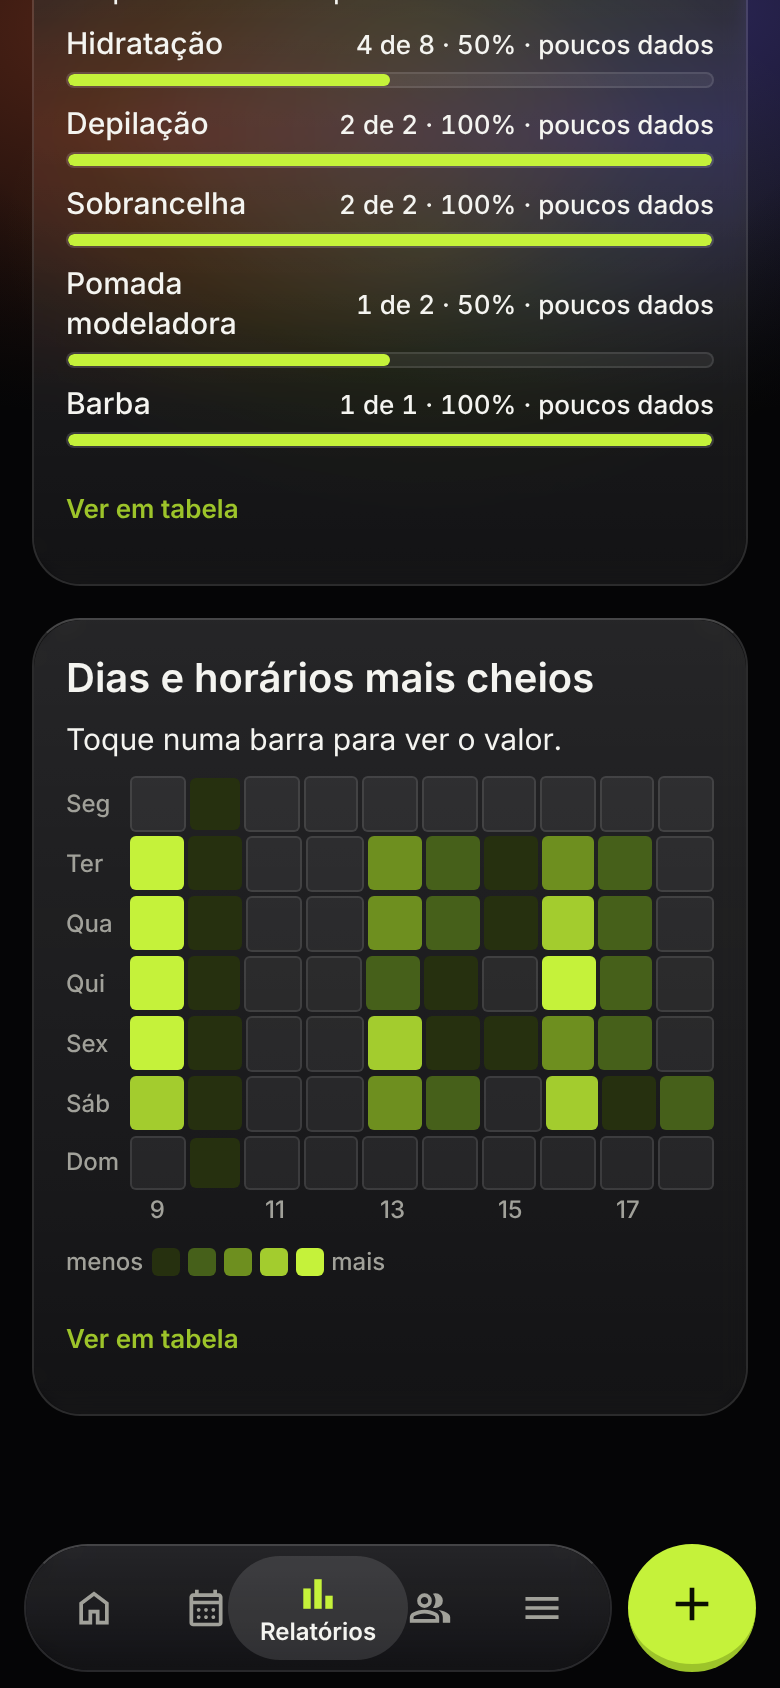 Hidratação 4 de 8 · 50% · poucos dados
Depilação 2 de 2 · 100% · poucos dados
Sobrancelha 2 de 2 · 100% · poucos dados
Pomada
modeladora 1 de 2 · 50% · poucos dados
Barba 1 de 1 · 100% · poucos dados
Ver em tabela
Dias e horários mais cheios
Toque numa barra para ver o valor.
Seg
Ter
Qua
Qui
Sex
Sáb
Dom
9 11 13 15 17
menos mais
Ver em tabela
Relatórios